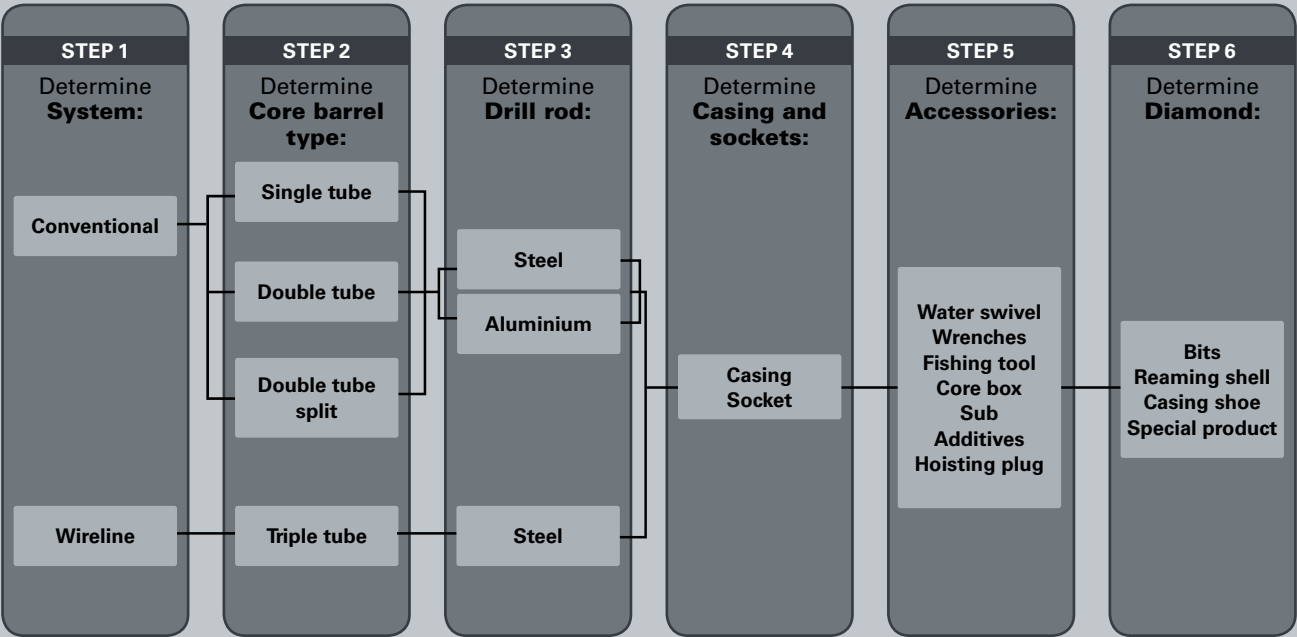 STEP 1
Determine
System:
Conventional
Wireline
STEP 2
Determine
Core barrel
type:
Single tube
Double tube
Double tube
split
Triple tube
STEP 3
Determine
Drill rod:
Steel
Aluminium
Steel
STEP 4
Determine
Casing and
sockets:
Casing
Socket
STEP 5
Determine
Accessories:
Water swivel
Wrenches
Fishing tool
Core box
Sub
Additives
Hoisting plug
STEP 6
Determine
Diamond:
Bits
Reaming shell
Casing shoe
Special product